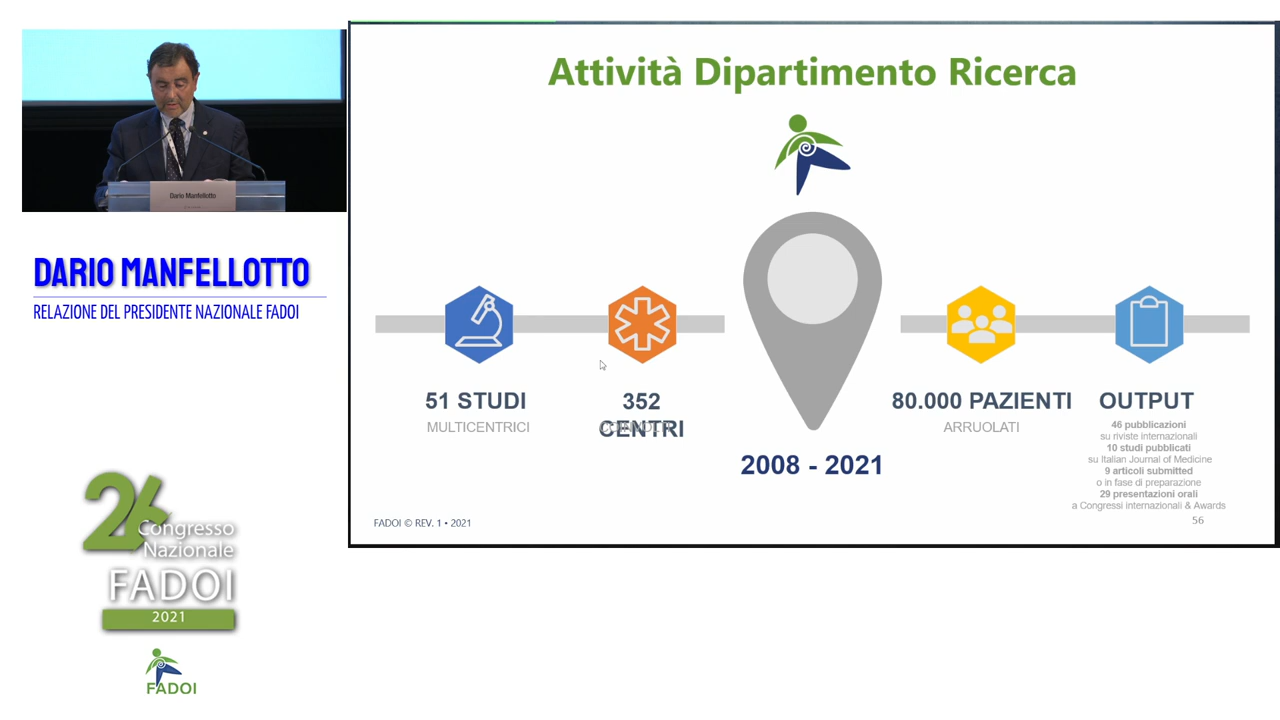 Attività Dipartimento Ricerca
Dario Manfellotto
DARIO MANFELLOTTO
RELAZIONE DEL PRESIDENTE NAZIONALE FADOI
51 STUDI
MULTICENTRICI
352
CENTRI
80.000 PAZIENTI
ARRUOLATI
OUTPUT
46 pubblicazioni
su riviste internazionali
10 studi pubblicati
su Italian Journal of Medicine
9 articoli submitted
o in fase di preparazione
29 presentazioni orali
a Congressi internazionali & Awards
2008 - 2021
FADOI © REV. 1 • 2021
56
26
Congresso
Nazionale
FADOI
2021
FADOI